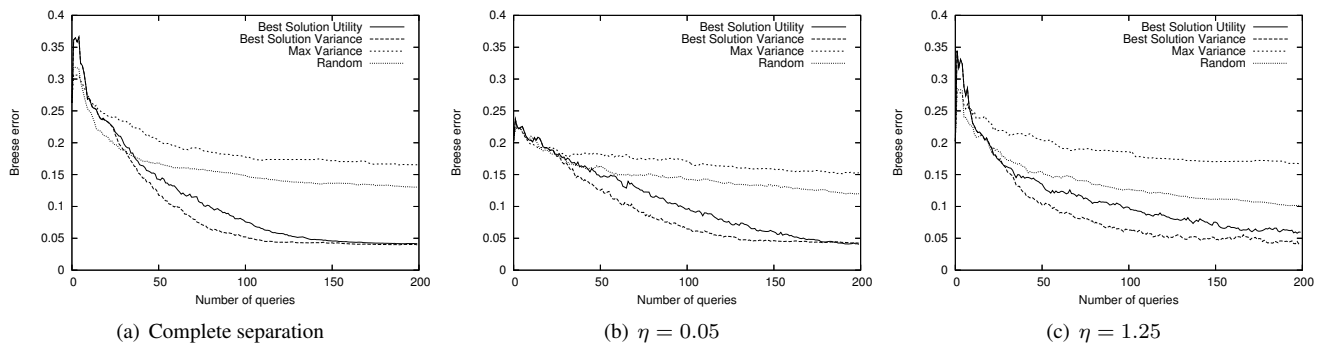 0.4
0.35
0.3
0.25
0.2
0.15
0.1
0.05
0
Breese error
Best Solution Utility
Best Solution Variance
Max Variance
Random
0 50 100 150 200
Number of queries
(a) Complete separation
0.4
0.35
0.3
0.25
0.2
0.15
0.1
0.05
0
Breese error
Best Solution Utility
Best Solution Variance
Max Variance
Random
0 50 100 150 200
Number of queries
(b) η = 0.05
0.4
0.35
0.3
0.25
0.2
0.15
0.1
0.05
0
Breese error
Best Solution Utility
Best Solution Variance
Max Variance
Random
0 50 100 150 200
Number of queries
(c) η = 1.25